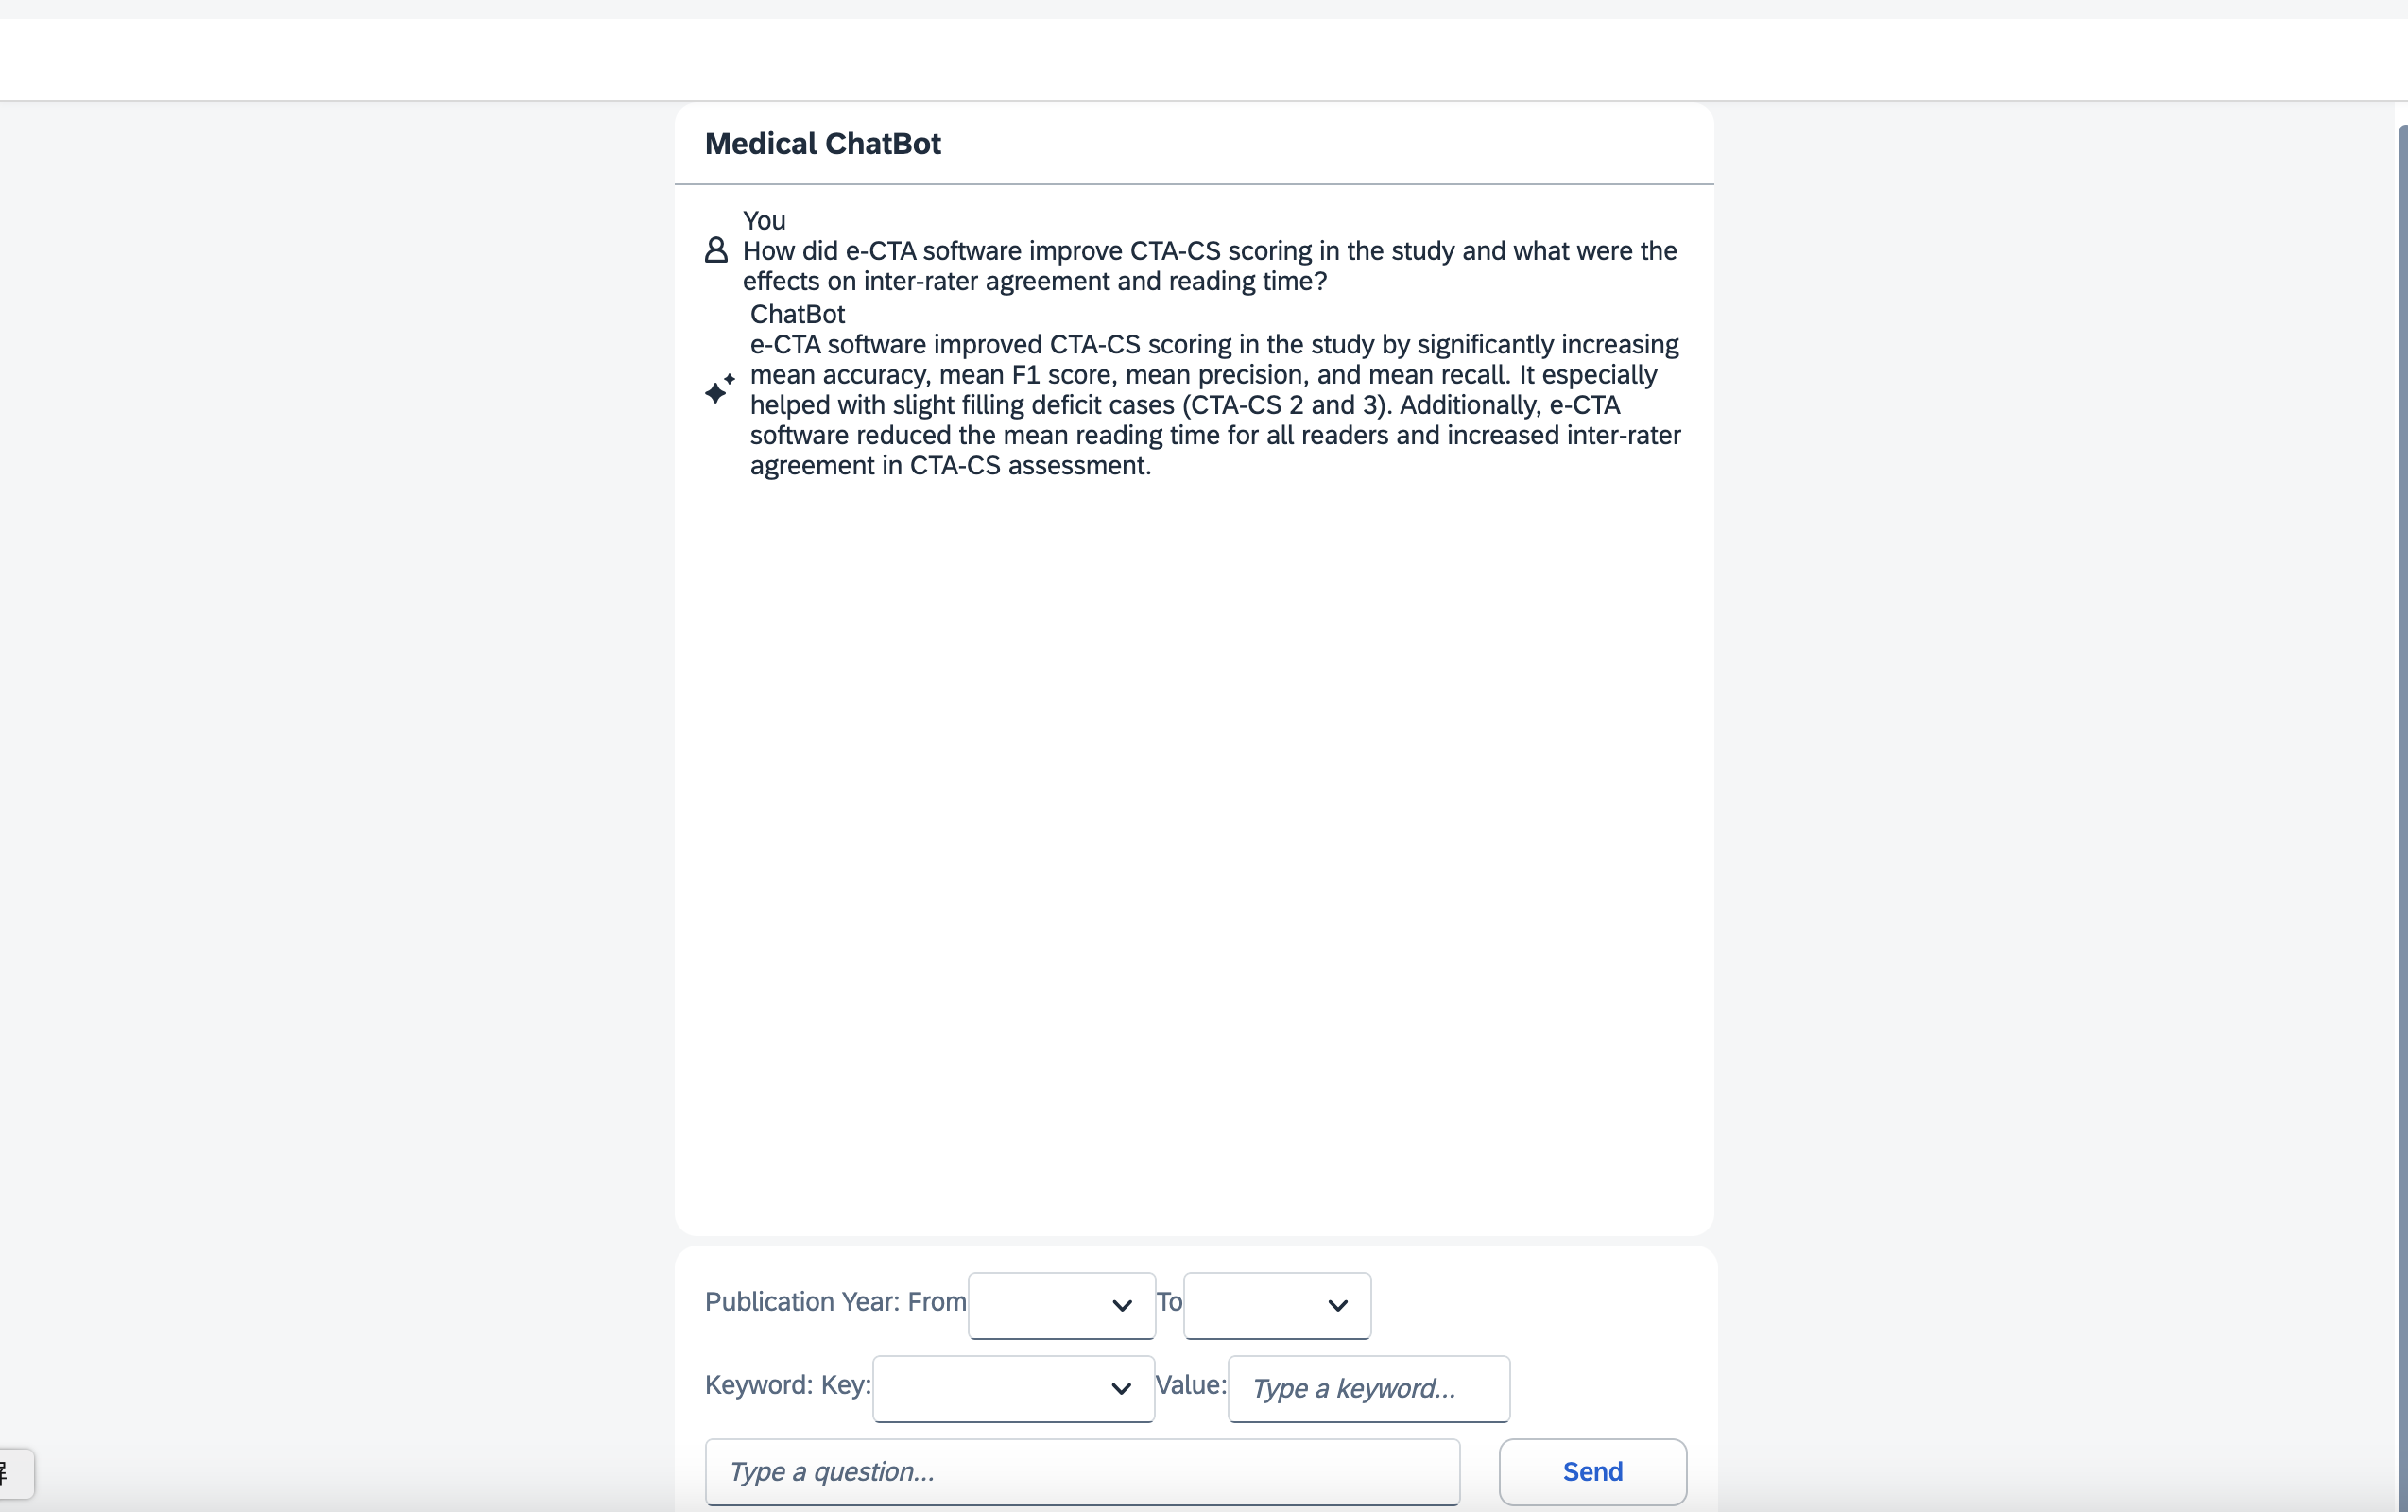 Medical ChatBot
You
How did e-CTA software improve CTA-CS scoring in the study and what were the
effects on inter-rater agreement and reading time?
ChatBot
e-CTA software improved CTA-CS scoring in the study by significantly increasing
mean accuracy, mean F1 score, mean precision, and mean recall. It especially
helped with slight filling deficit cases (CTA-CS 2 and 3). Additionally, e-CTA
software reduced the mean reading time for all readers and increased inter-rater
agreement in CTA-CS assessment.
Publication Year: From To
Keyword: Key: Value: Type a keyword...
Type a question... Send